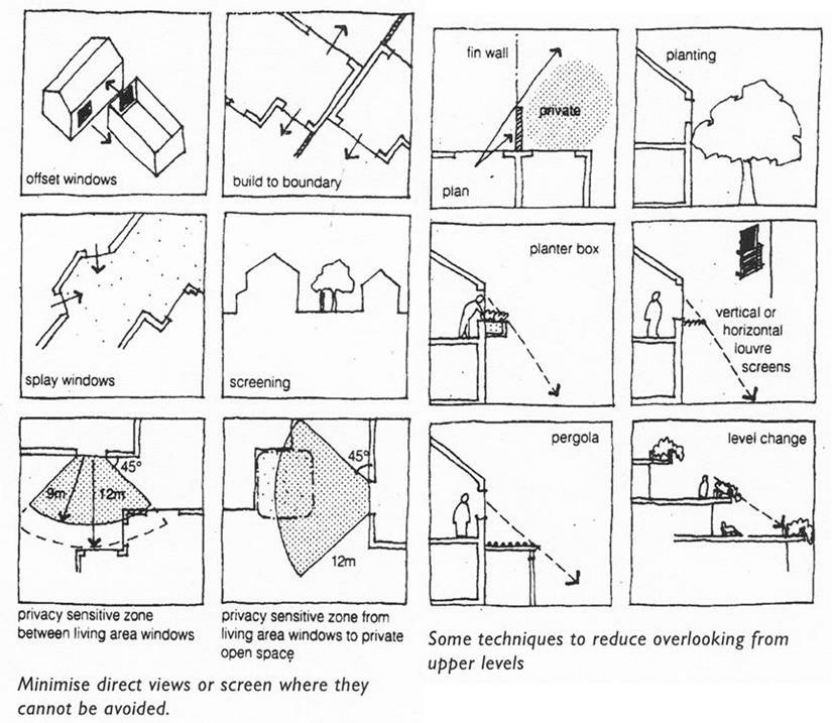 offset windows
build to boundary
splay windows
screening
45°
9m
12m
privacy sensitive zone
between living area windows
45°
12m
privacy sensitive zone from
living area windows to private
open space
Minimise direct views or screen where they
cannot be avoided.
fin wall
private
plan
planting
planter box
vertical or
horizontal
louvre
screens
pergola
level change
Some techniques to reduce overlooking from
upper levels